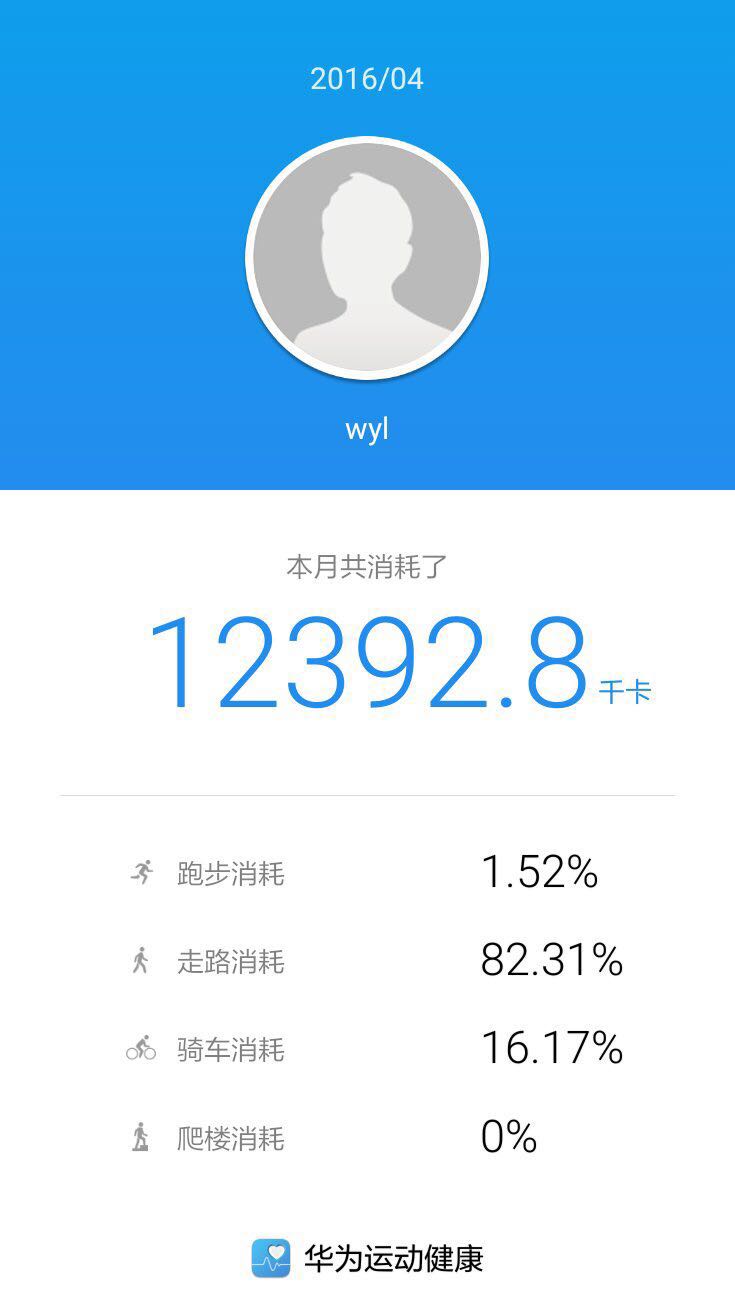 2016/04
wyl
本月共消耗了
12392.8 千卡
跑步消耗 1.52%
走路消耗 82.31%
骑车消耗 16.17%
爬楼消耗 0%
华为运动健康